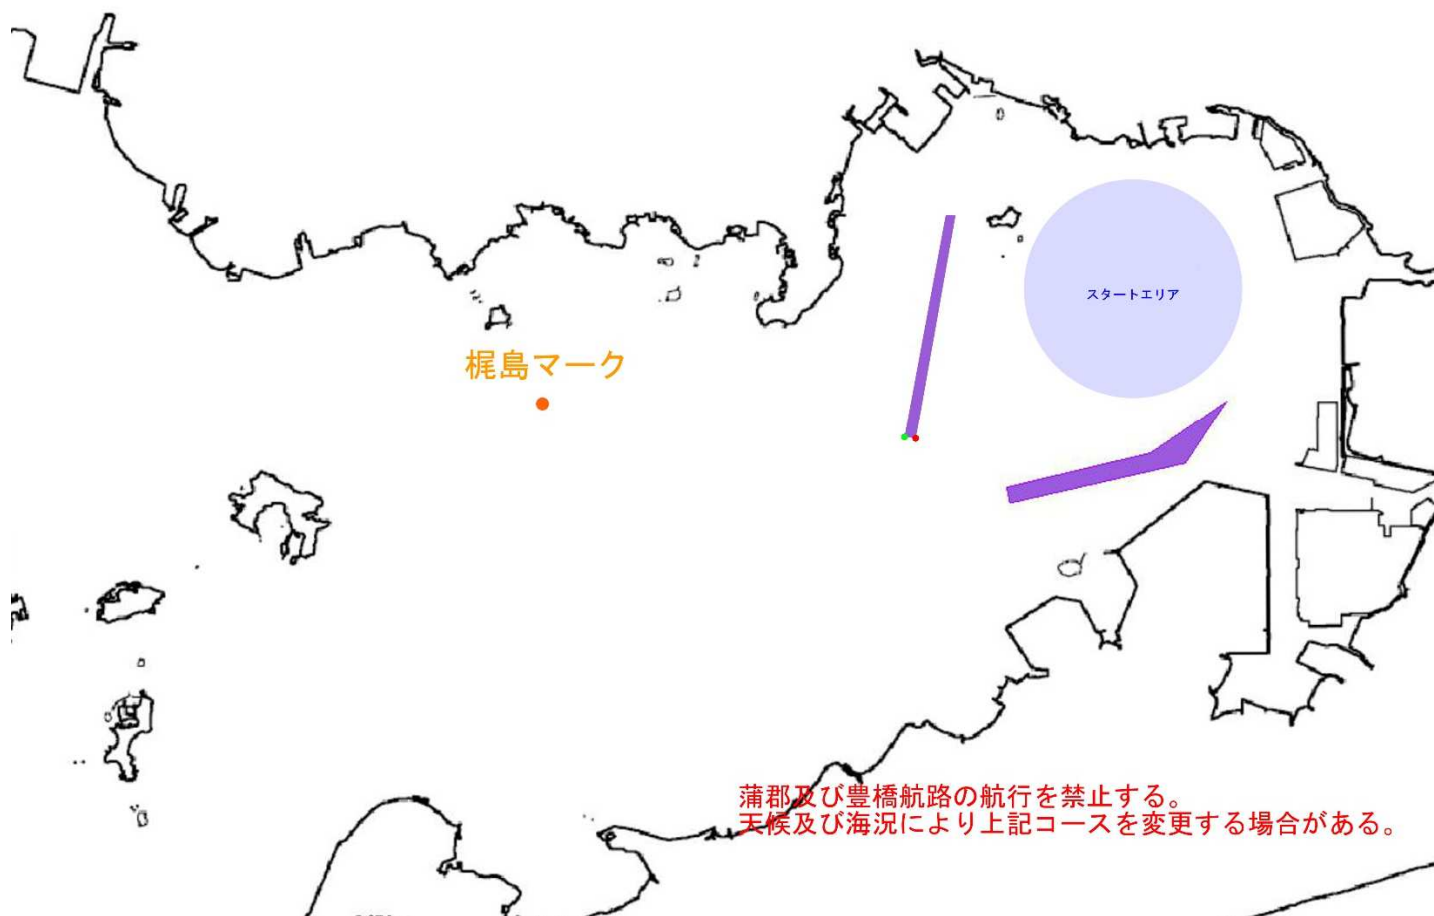 スタートエリア
梶島マーク
蒲郡及び豊橋航路の航行を禁止する。
天候及び海況により上記コースを変更する場合がある。